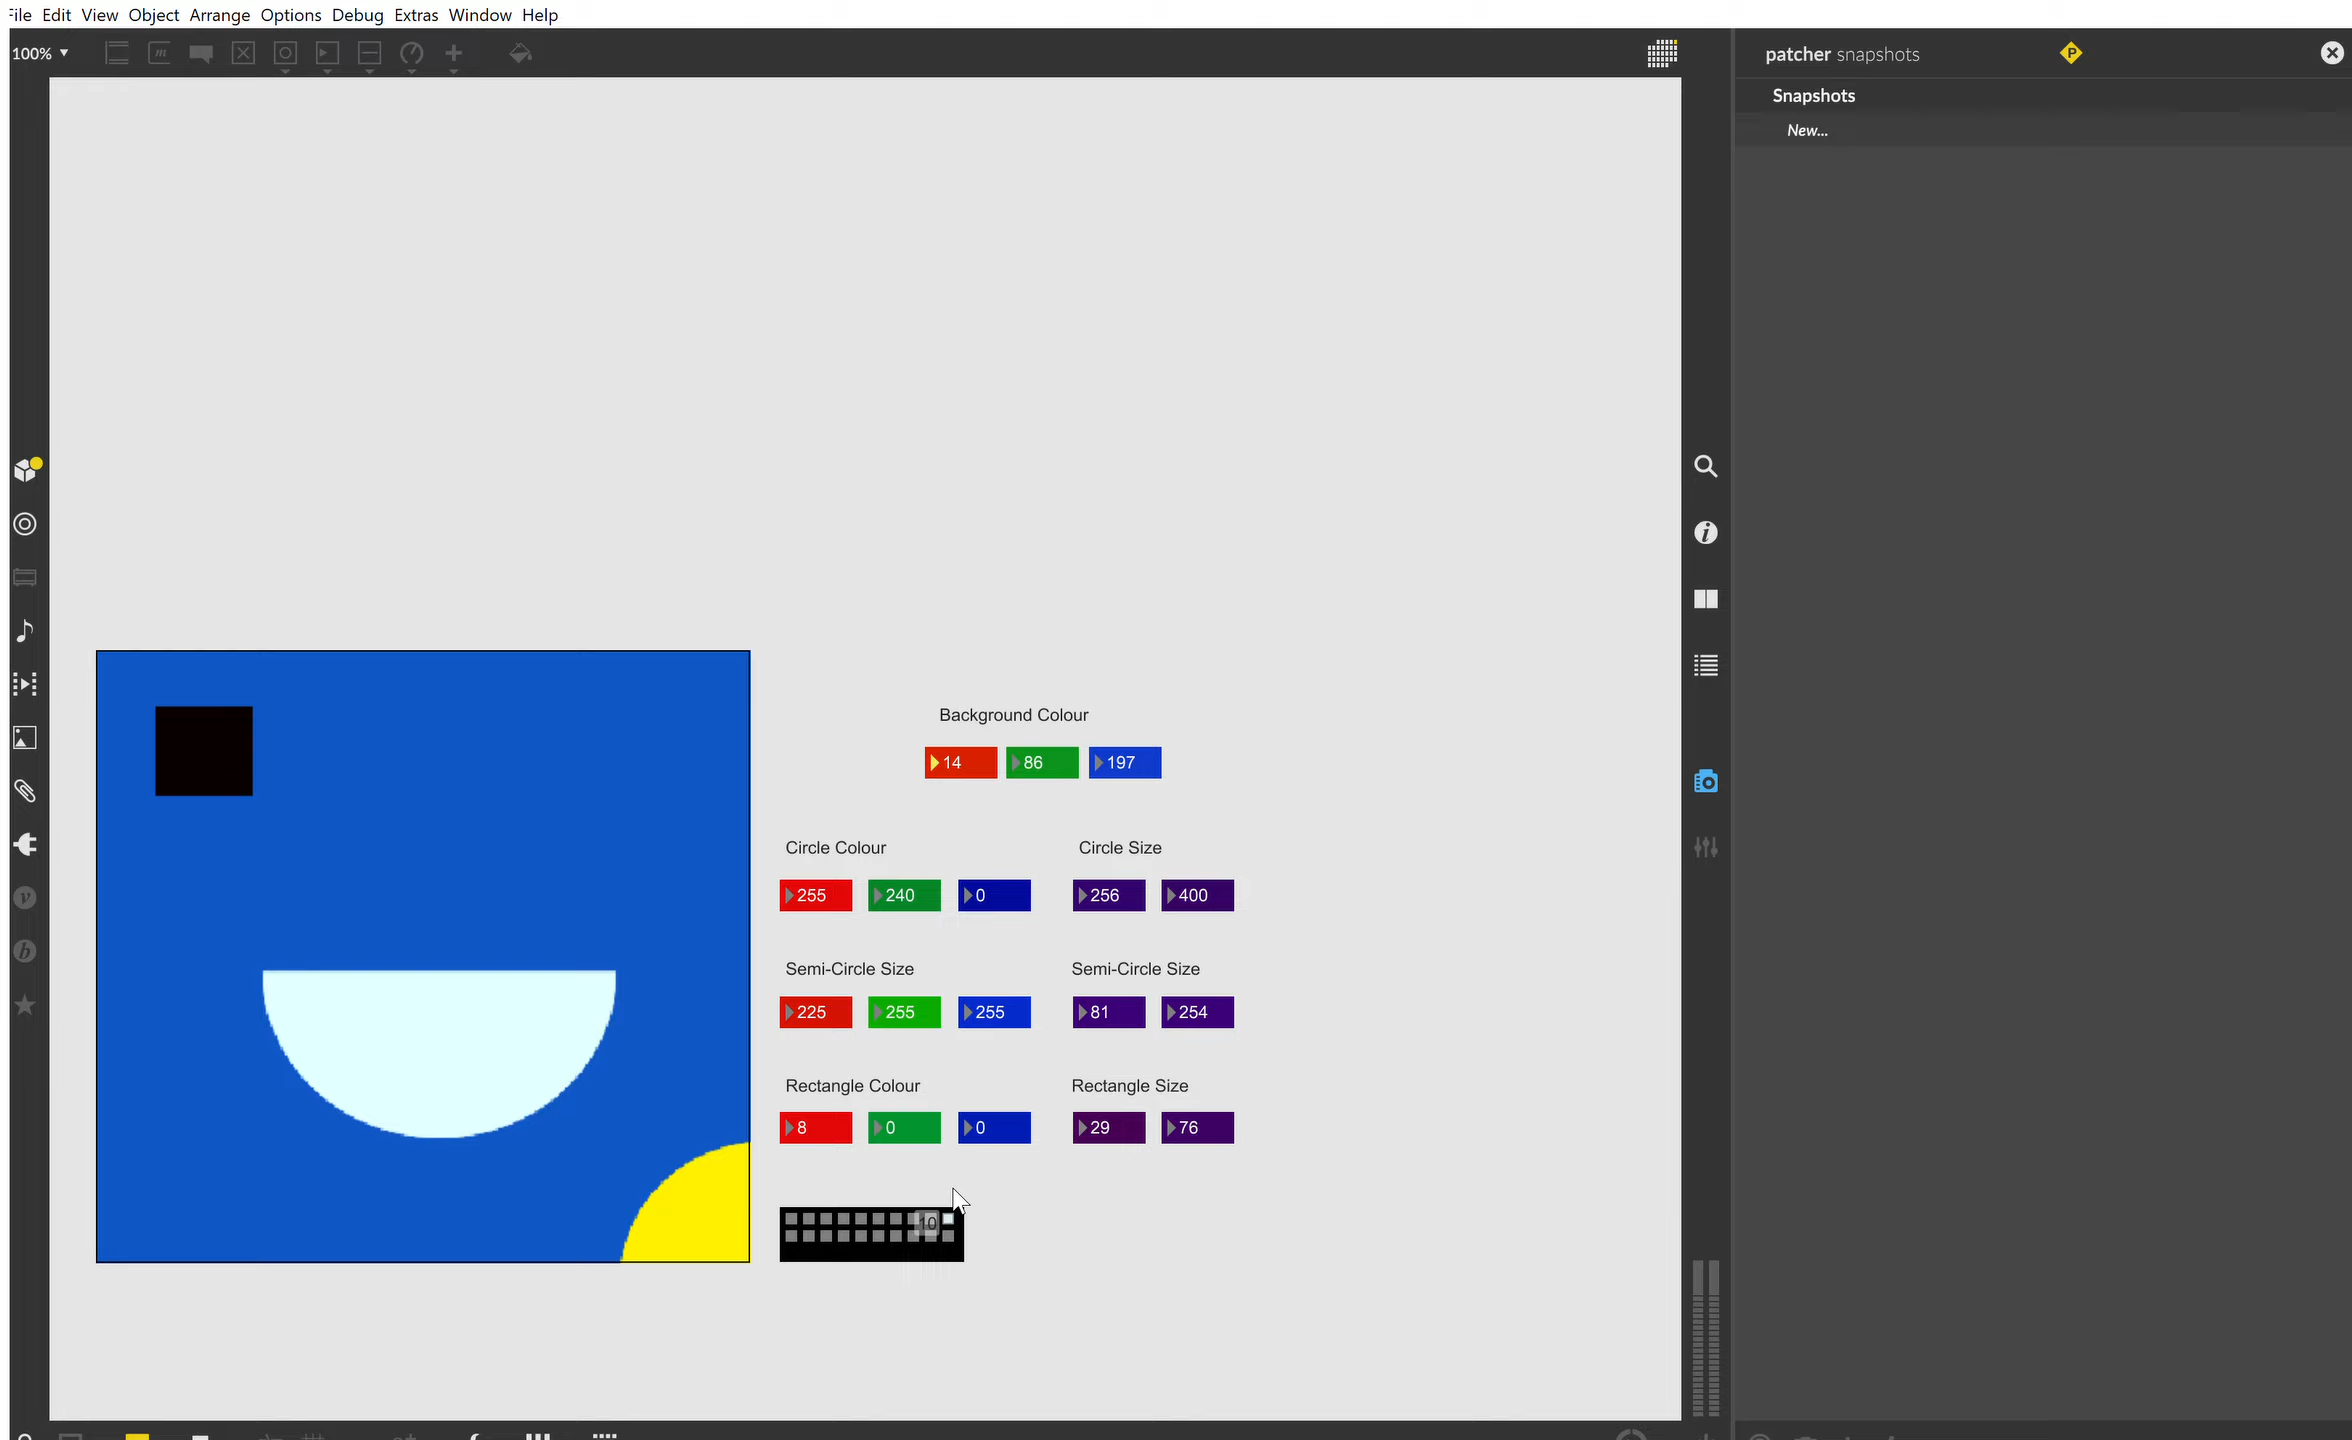 ile Edit View Object Arrange Options Debug Extras Window Help
100%
patcher snapshots
Snapshots
New...
Background Colour
14 86 197
Circle Colour Circle Size
255 240 0 256 400
Semi-Circle Size Semi-Circle Size
225 255 255 81 254
Rectangle Colour Rectangle Size
8 0 0 29 76
10